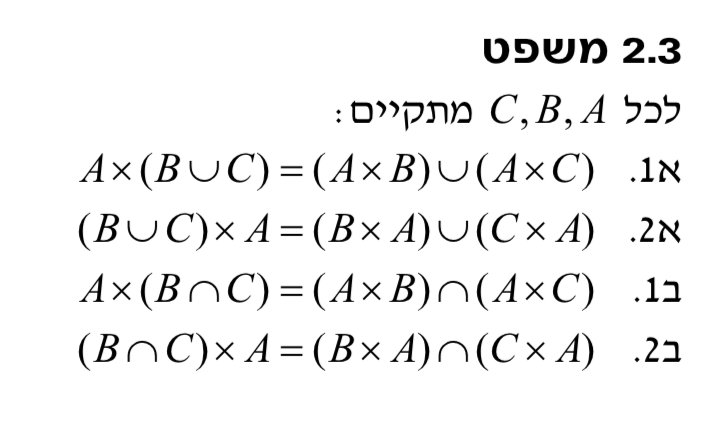 2.3 משפט
לכל A, B, C מתקיים:
א1. A×(B∪C)=(A×B)∪(A×C)
א2. (B∪C)×A=(B×A)∪(C×A)
ב1. A×(B∩C)=(A×B)∩(A×C)
ב2. (B∩C)×A=(B×A)∩(C×A)